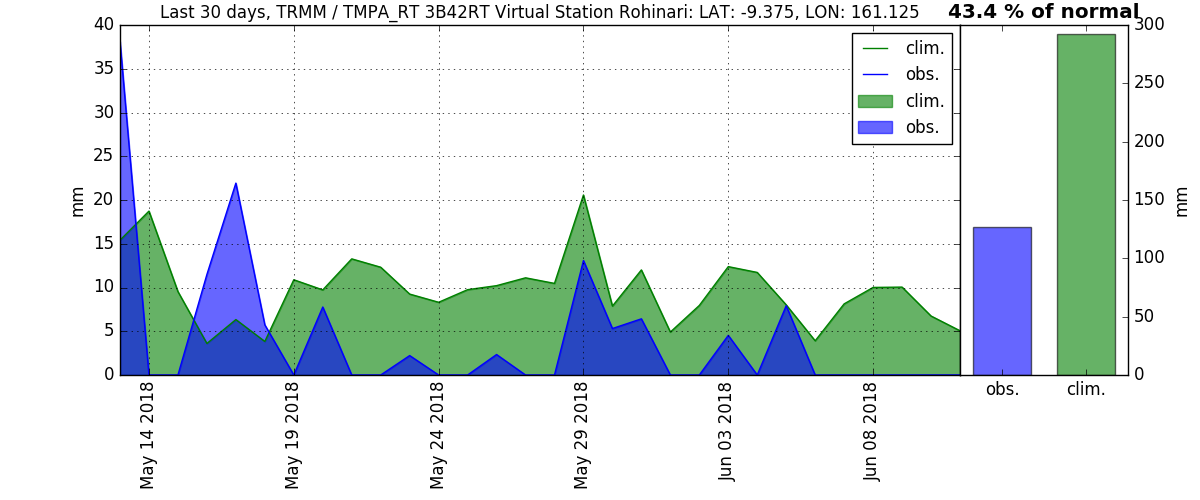 Last 30 days, TRMM / TMPA_RT 3B42RT Virtual Station Rohinari: LAT: -9.375, LON: 161.125
43.4 % of normal
mm
40
35
30
25
20
15
10
5
0
clim.
obs.
clim.
obs.
May 14 2018
May 19 2018
May 24 2018
May 29 2018
Jun 03 2018
Jun 08 2018
300
250
200
150
100
50
0
mm
obs.
clim.